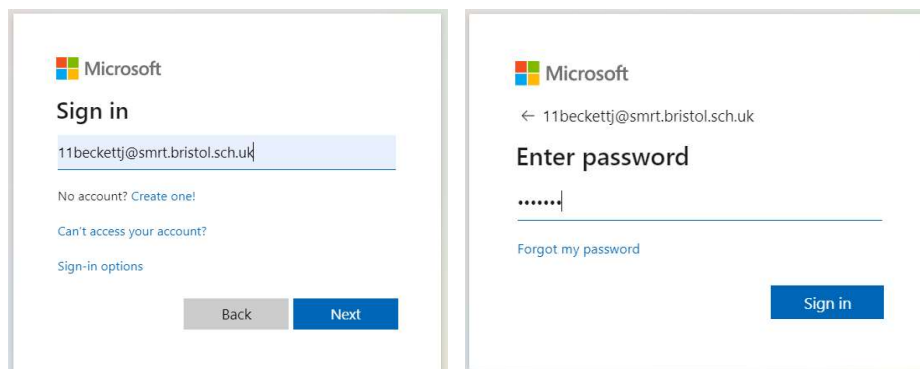 Microsoft
Sign in
11beckettj@smrt.bristol.sch.uk
No account? Create one!
Can't access your account?
Sign-in options
Back
Next
Microsoft
← 11beckettj@smrt.bristol.sch.uk
Enter password
•••••••
Forgot my password
Sign in